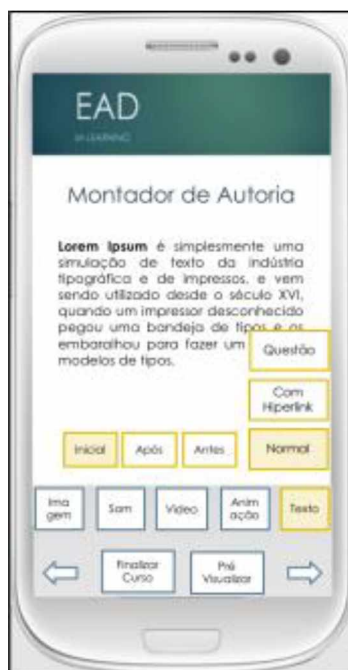 EAD
M-LEARNING
Montador de Autoria
Lorem Ipsum é simplesmente uma
simulação de texto da indústria
tipográfica e de impressos, e vem
sendo utilizado desde o século XVI,
quando um impressor desconhecido
pegou uma bandeja de tipos e os
embaralhou para fazer um
modelos de tipos.
Questão
Com
Hiperlink
Inicial Após Antes Normal
Ima
gem
Som
Video
Anim
ação
Texto
Finalizar
Curso
Pré
Visualizar